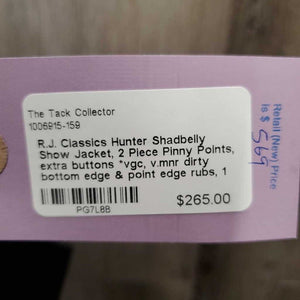 The Tack Collector
1006915-159
R.J. Classics Hunter Shadbelly
Show Jacket, 2 Piece Pinny Points,
extra buttons *vgc, v.mnr dirty
bottom edge & point edge rubs, 1
PG7L8B
$265.00
Retail (New) Price
is $ 569